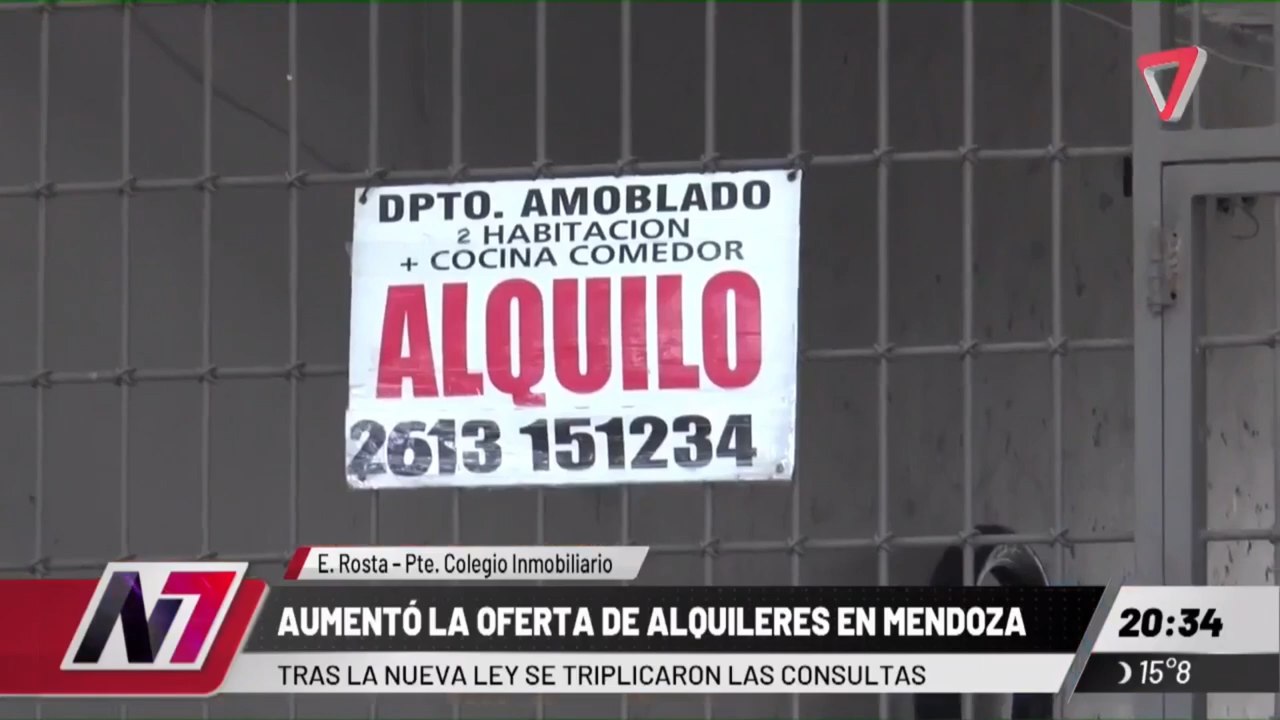 DPTO. AMOBLADO
2 HABITACION
+ COCINA COMEDOR
ALQUILO
2613 151234
E. Rosta - Pte. Colegio Inmobiliario
N7
AUMENTÓ LA OFERTA DE ALQUILERES EN MENDOZA
20:34
TRAS LA NUEVA LEY SE TRIPLICARON LAS CONSULTAS
15°8